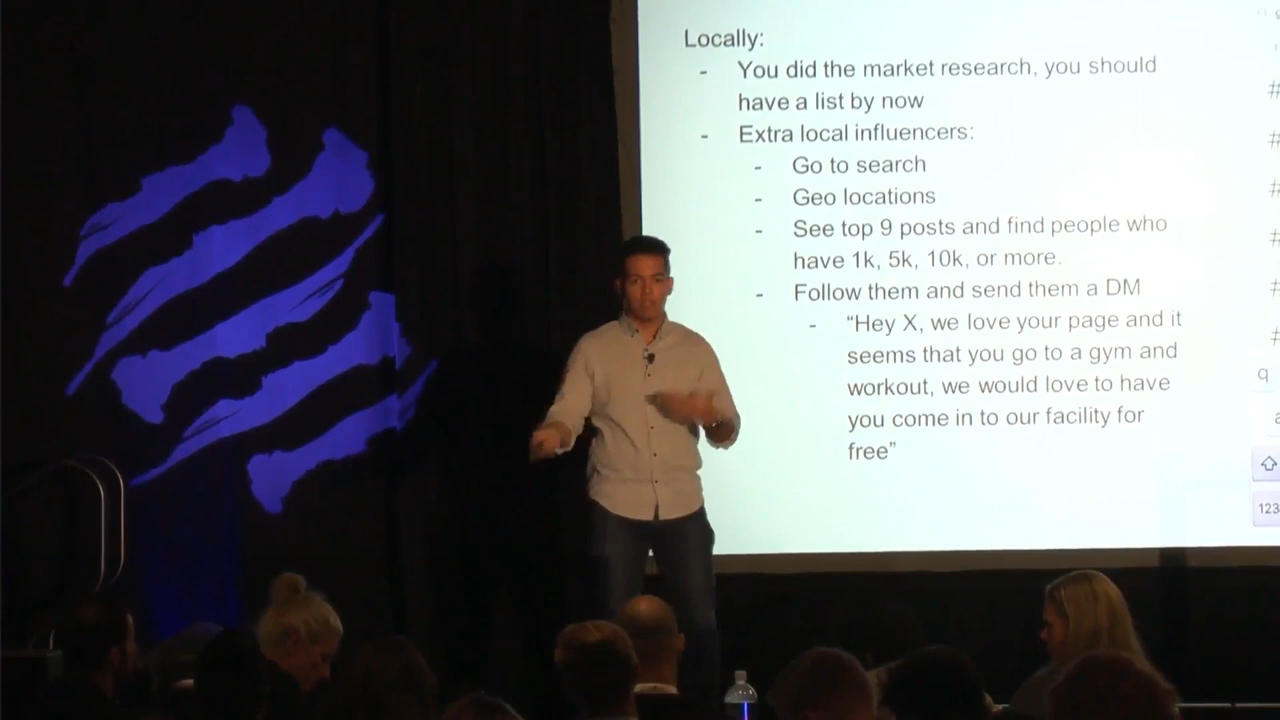 Locally:
- You did the market research, you should
have a list by now
- Extra local influencers:
- Go to search
- Geo locations
- See top 9 posts and find people who
have 1k, 5k, 10k, or more.
- Follow them and send them a DM
- “Hey X, we love your page and it
seems that you go to a gym and
workout, we would love to have
you come in to our facility for
free”
#
#
#
#
#
#
q
a
123